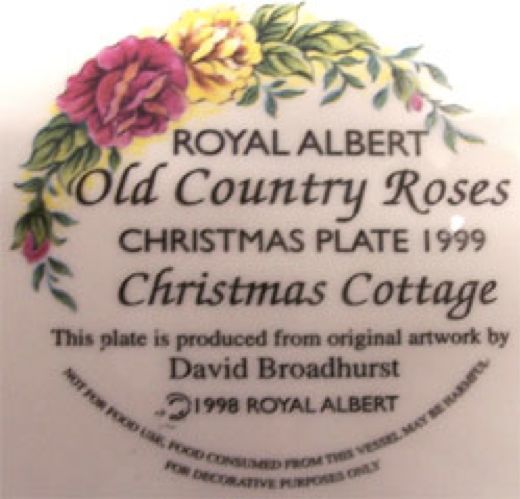 ROYAL ALBERT
Old Country Roses
CHRISTMAS PLATE 1999
Christmas Cottage
This plate is produced from original artwork by
David Broadhurst
©1998 ROYAL ALBERT
NOT FOR FOOD USE, FOOD CONSUMED FROM THIS VESSEL MAY BE HARMFUL
FOR DECORATIVE PURPOSES ONLY